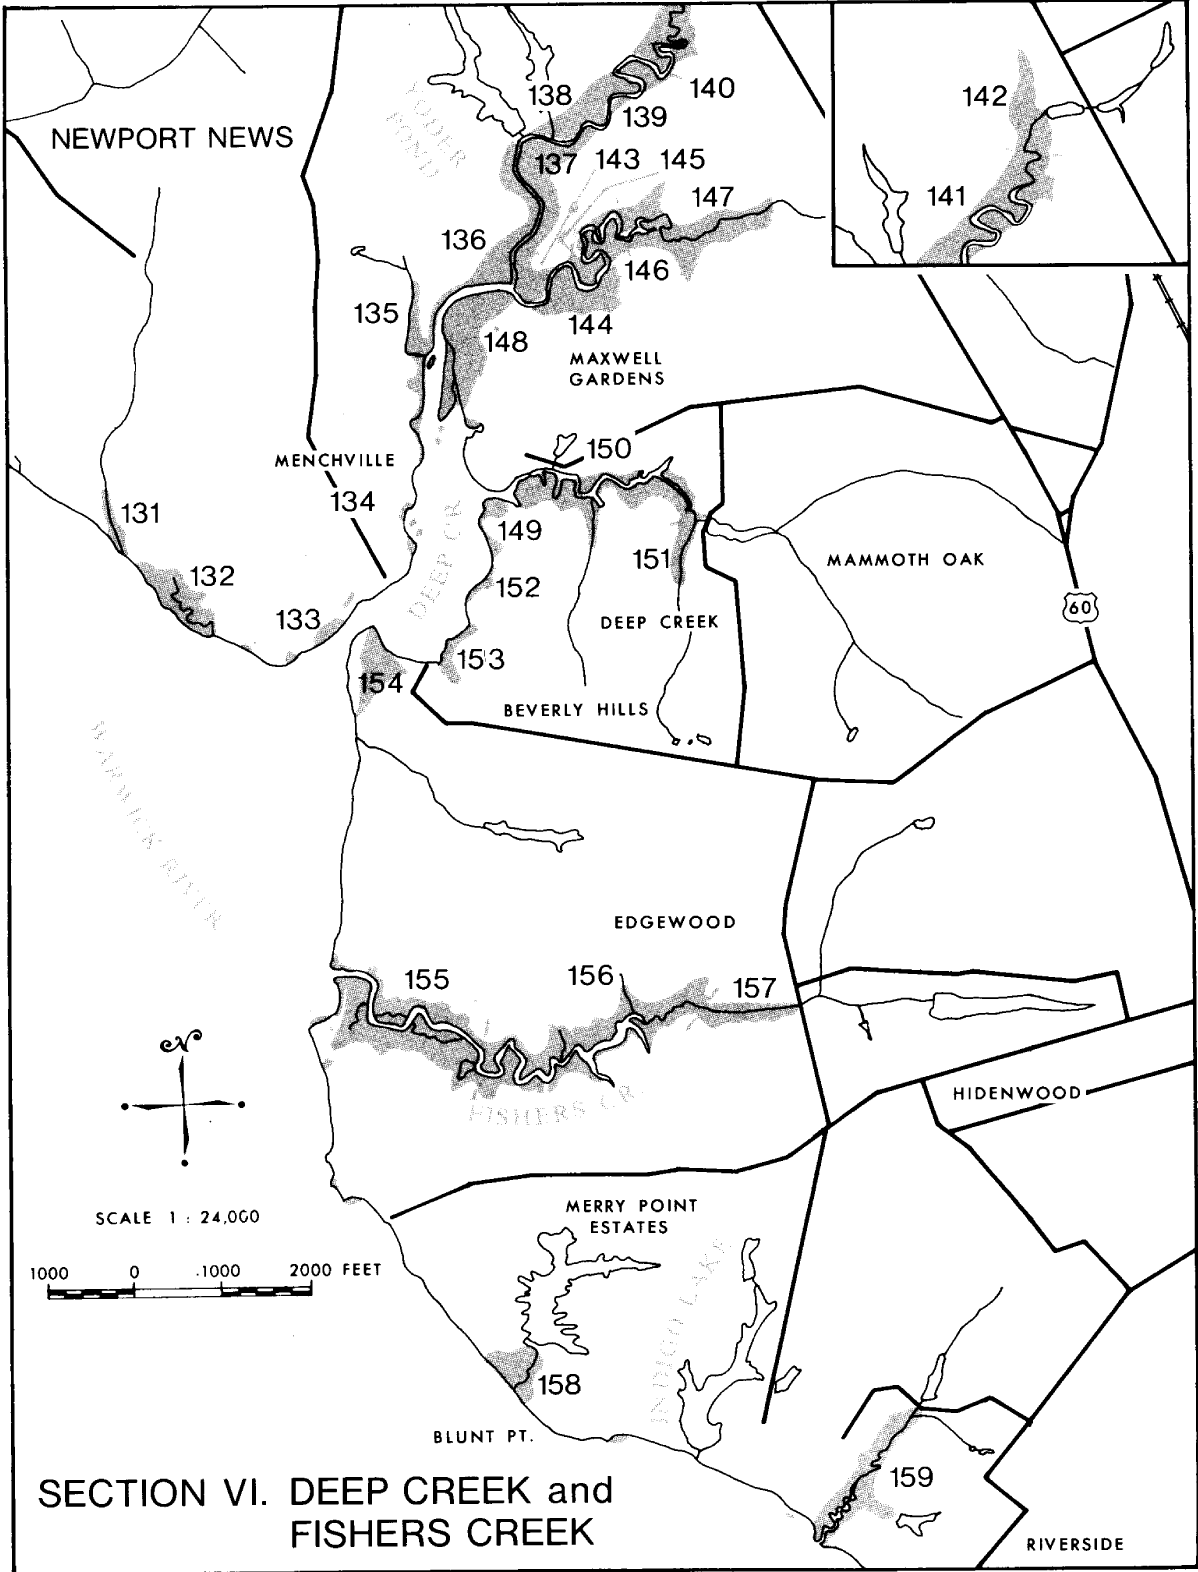 142
138
140
139
YODER
POND
NEWPORT NEWS
137
143
145
147
141
136
146
135
144
148
MAXWELL
GARDENS
150
MENCHVILLE
134
131
149
DEEP CR.
151
MAMMOTH OAK
132
152
60
133
DEEP CREEK
153
154
BEVERLY HILLS
WARWICK RIVER
EDGEWOOD
155
156
157
N
HIDENWOOD
FISHERS CR.
SCALE 1 : 24,000
MERRY POINT
ESTATES
1000 0 1000 2000 FEET
INDIGO LAKE
158
BLUNT PT.
159
SECTION VI. DEEP CREEK and
FISHERS CREEK
RIVERSIDE